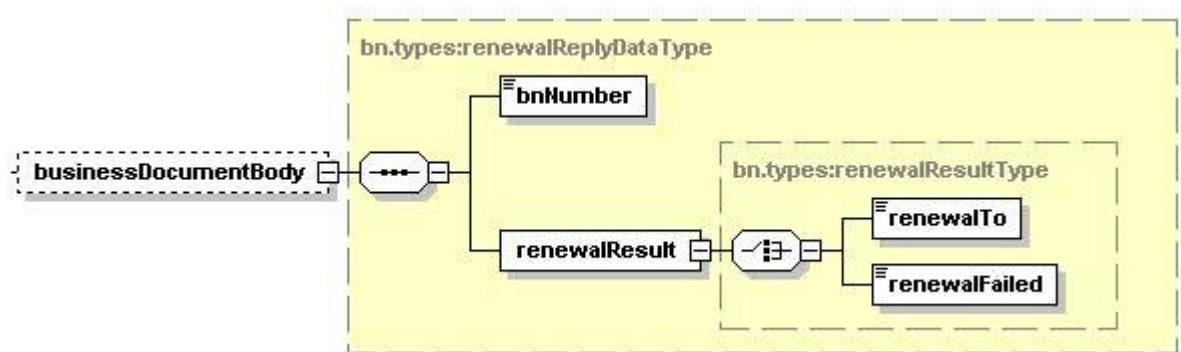 bn.types:renewalReplyDataType
bnNumber
businessDocumentBody
bn.types:renewalResultType
renewalTo
renewalResult
renewalFailed